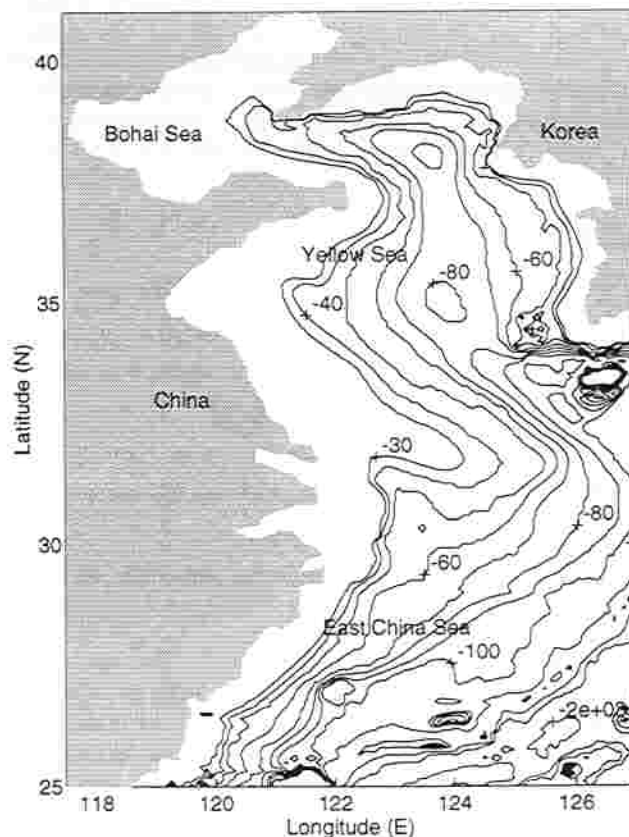 40
Bohai Sea
Korea
Yellow Sea
-60
-80
-40
35
Latitude (N)
China
-30
-80
30
-60
East China Sea
-100
-2e+03
25
118
120
122
124
126
Longitude (E)